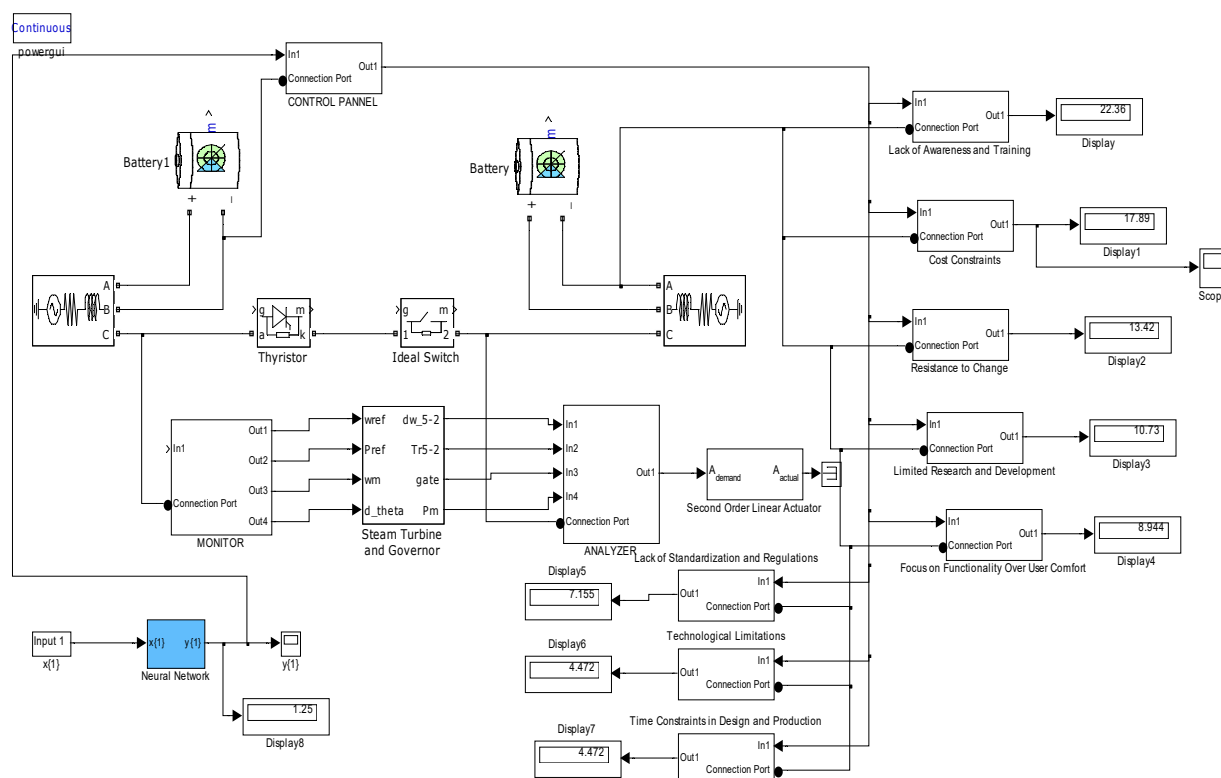 Continuous
powergui
In1
Connection Port
Out1
CONTROL PANNEL
In1
Connection Port
Out1
Lack of Awareness and Training
22.36
Display
m
Battery1
+
−
m
Battery
+
−
In1
Connection Port
Out1
Cost Constraints
17.89
Display1
Scop
A
B
C
g
m
a
k
Thyristor
g
m
1
2
Ideal Switch
A
B
C
In1
Connection Port
Out1
Resistance to Change
13.42
Display2
In1
Connection Port
Out1
Out2
Out3
Out4
MONITOR
wref
Pref
wm
d_theta
dw_5-2
Tr5-2
gate
Pm
Steam Turbine
and Governor
In1
In2
In3
In4
Connection Port
Out1
ANALYZER
A demand
A actual
Second Order Linear Actuator
In1
Connection Port
Out1
Limited Research and Development
10.73
Display3
In1
Connection Port
Out1
Focus on Functionality Over User Comfort
8.944
Display4
Lack of Standardization and Regulations
Display5
7.155
Out1
In1
Connection Port
Technological Limitations
Display6
4.472
Out1
In1
Connection Port
Time Constraints in Design and Production
Display7
4.472
Out1
In1
Connection Port
Input 1
x{1}
x{1}
y{1}
Neural Network
y{1}
1.25
Display8